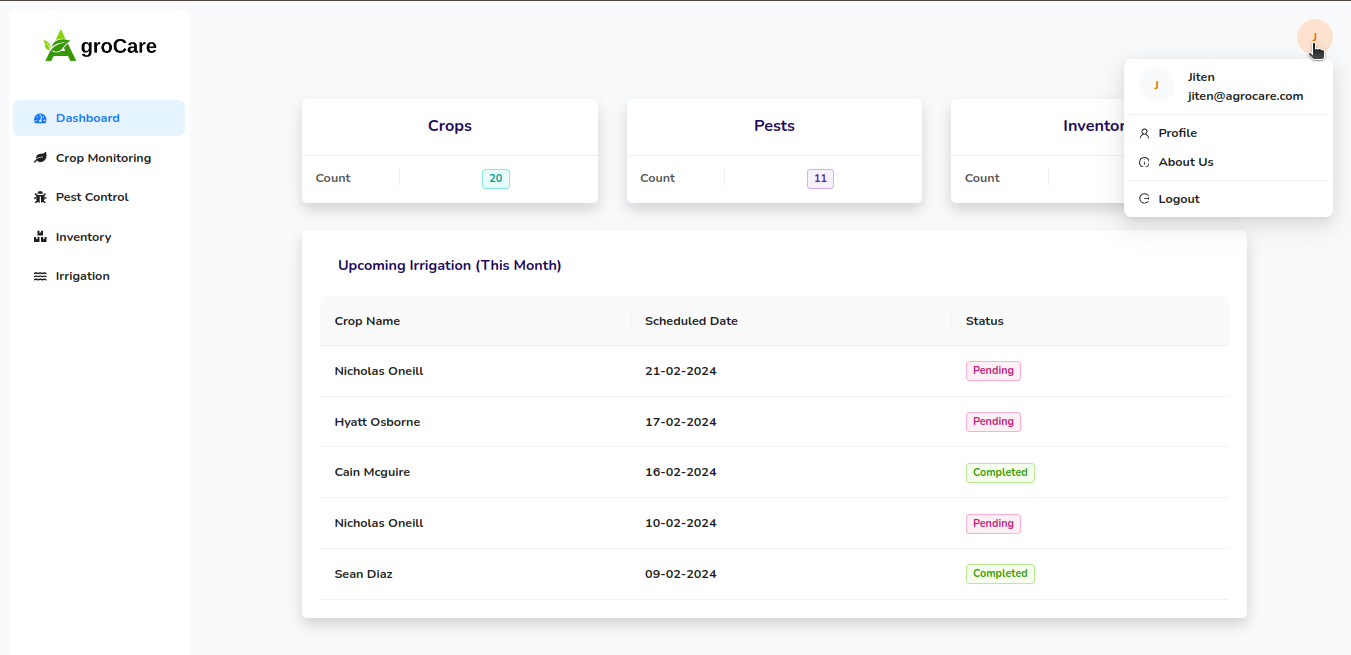 groCare
J
Jiten
jiten@agrocare.com
Profile
About Us
Logout
Dashboard
Crop Monitoring
Pest Control
Inventory
Irrigation
Crops
Count 20
Pests
Count 11
Inventor
Count
Upcoming Irrigation (This Month)
Crop Name Scheduled Date Status
Nicholas Oneill 21-02-2024 Pending
Hyatt Osborne 17-02-2024 Pending
Cain Mcguire 16-02-2024 Completed
Nicholas Oneill 10-02-2024 Pending
Sean Diaz 09-02-2024 Completed